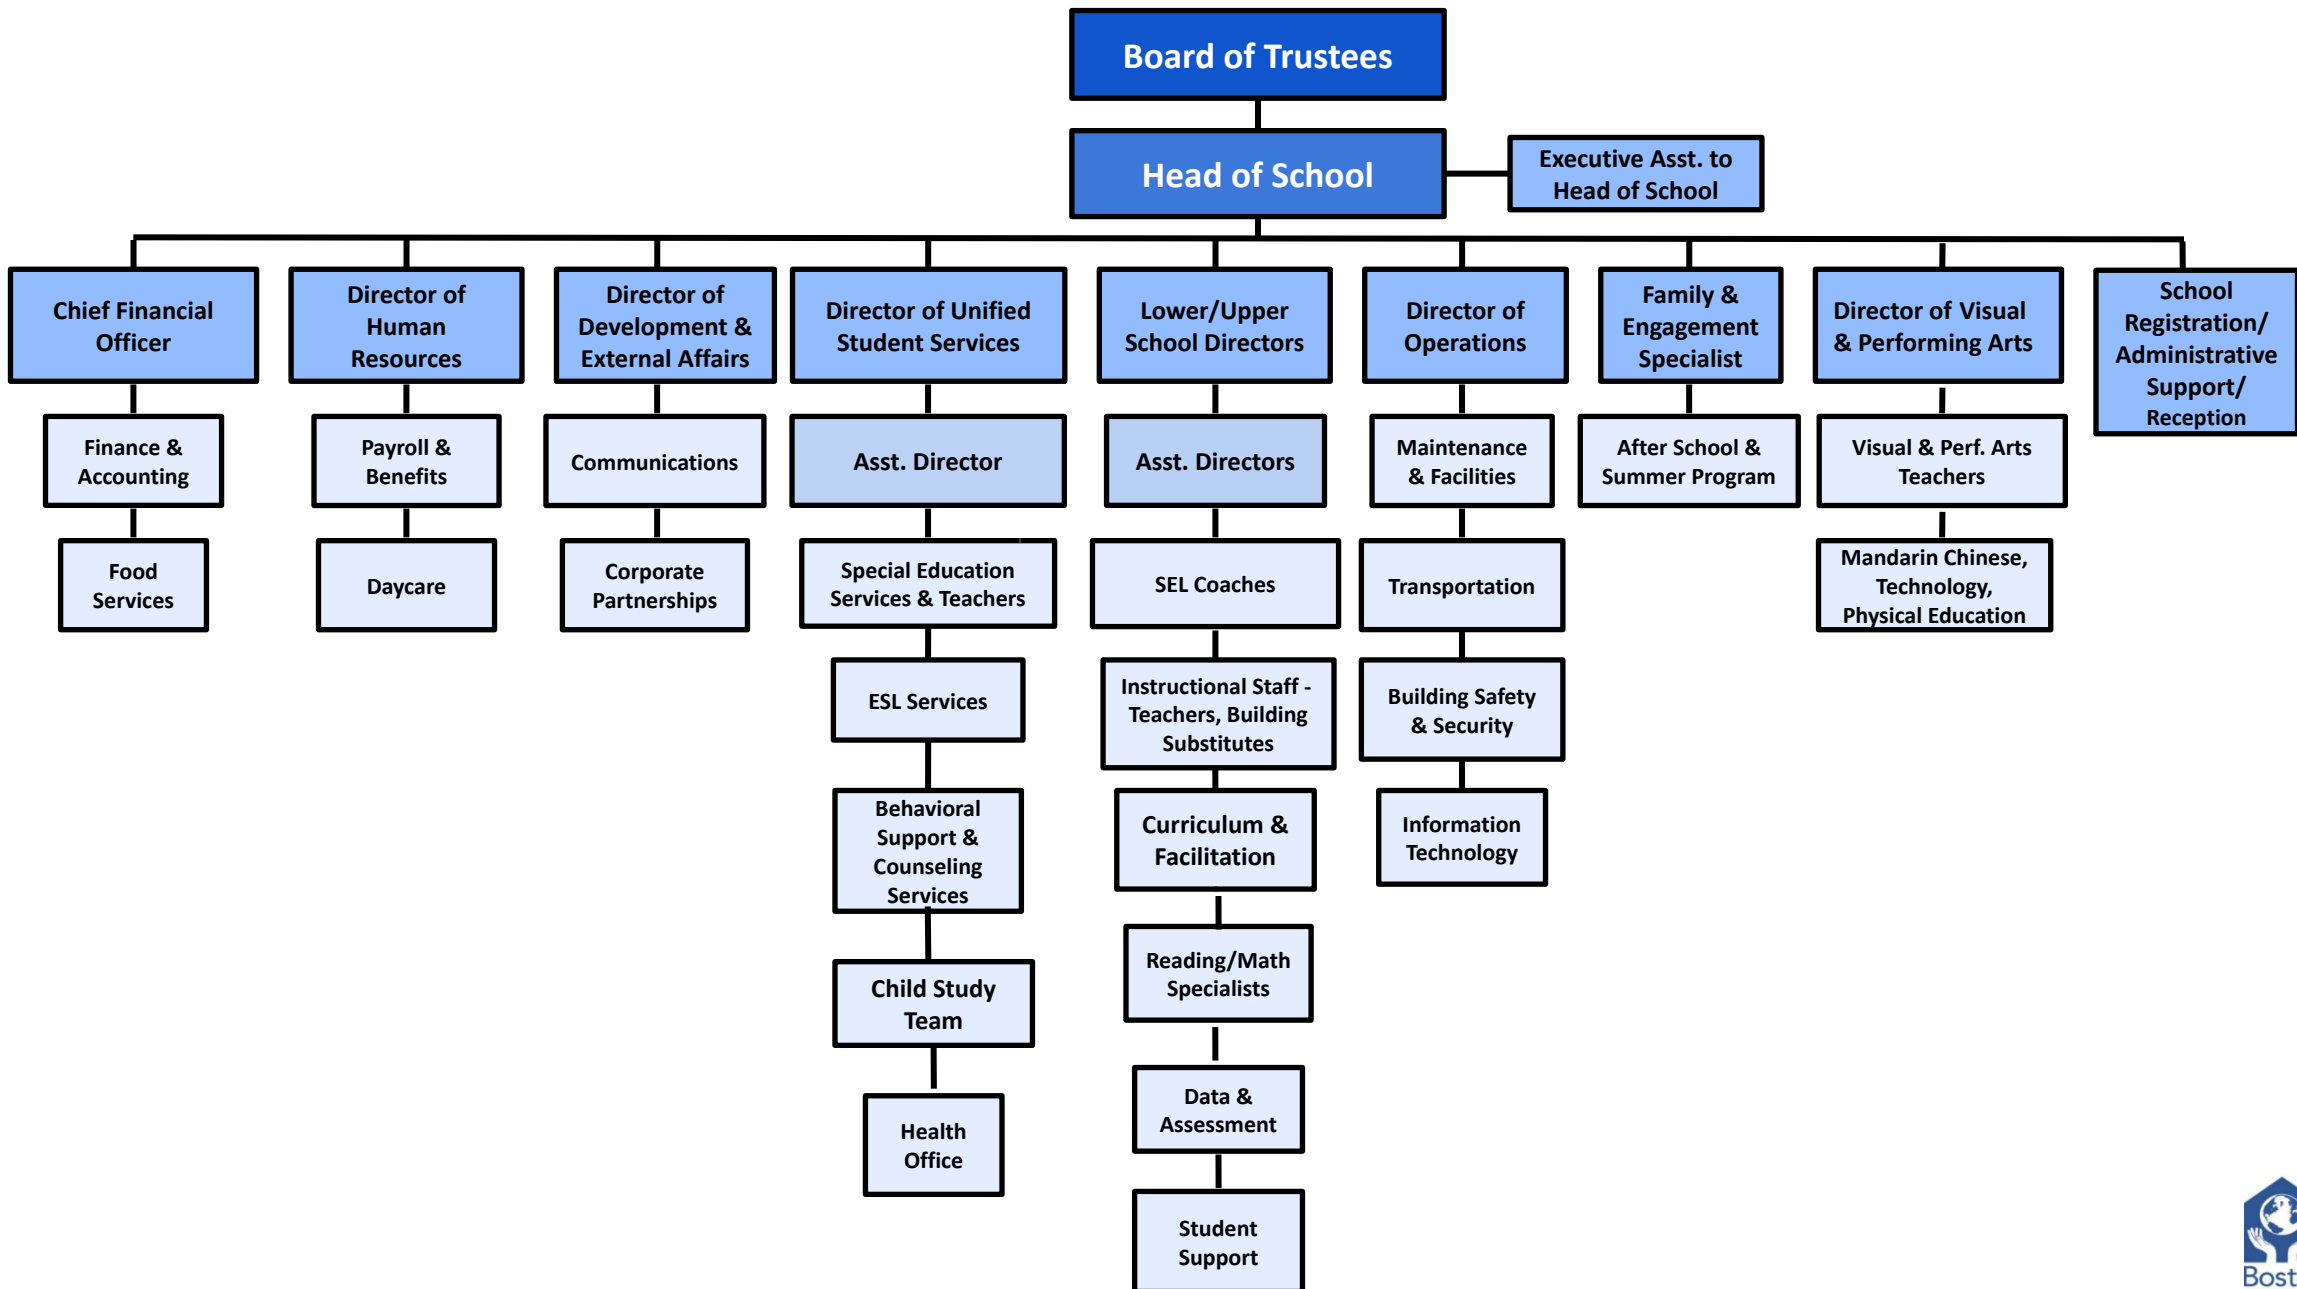 Board of Trustees
Head of School
Executive Asst. to
Head of School
Chief Financial
Officer
Director of
Human
Resources
Director of
Development &
External Affairs
Director of Unified
Student Services
Lower/Upper
School Directors
Director of
Operations
Family &
Engagement
Specialist
Director of Visual
& Performing Arts
School
Registration/
Administrative
Support/
Reception
Finance &
Accounting
Payroll &
Benefits
Communications
Asst. Director
Asst. Directors
Maintenance
& Facilities
After School &
Summer Program
Visual & Perf. Arts
Teachers
Food
Services
Daycare
Corporate
Partnerships
Special Education
Services & Teachers
SEL Coaches
Transportation
Mandarin Chinese,
Technology,
Physical Education
ESL Services
Instructional Staff -
Teachers, Building
Substitutes
Building Safety
& Security
Behavioral
Support &
Counseling
Services
Curriculum &
Facilitation
Information
Technology
Reading/Math
Specialists
Child Study
Team
Data &
Assessment
Health
Office
Student
Support
Bost